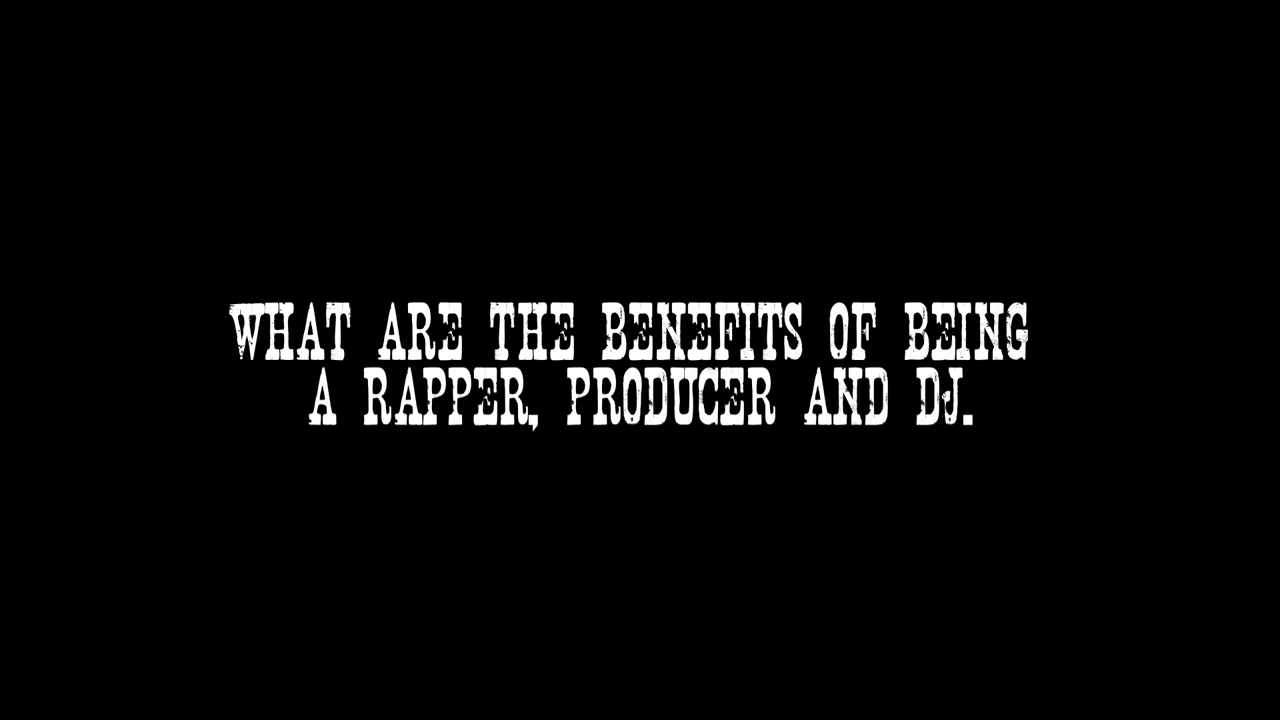 WHAT ARE THE BENEFITS OF BEING
A RAPPER, PRODUCER AND DJ.